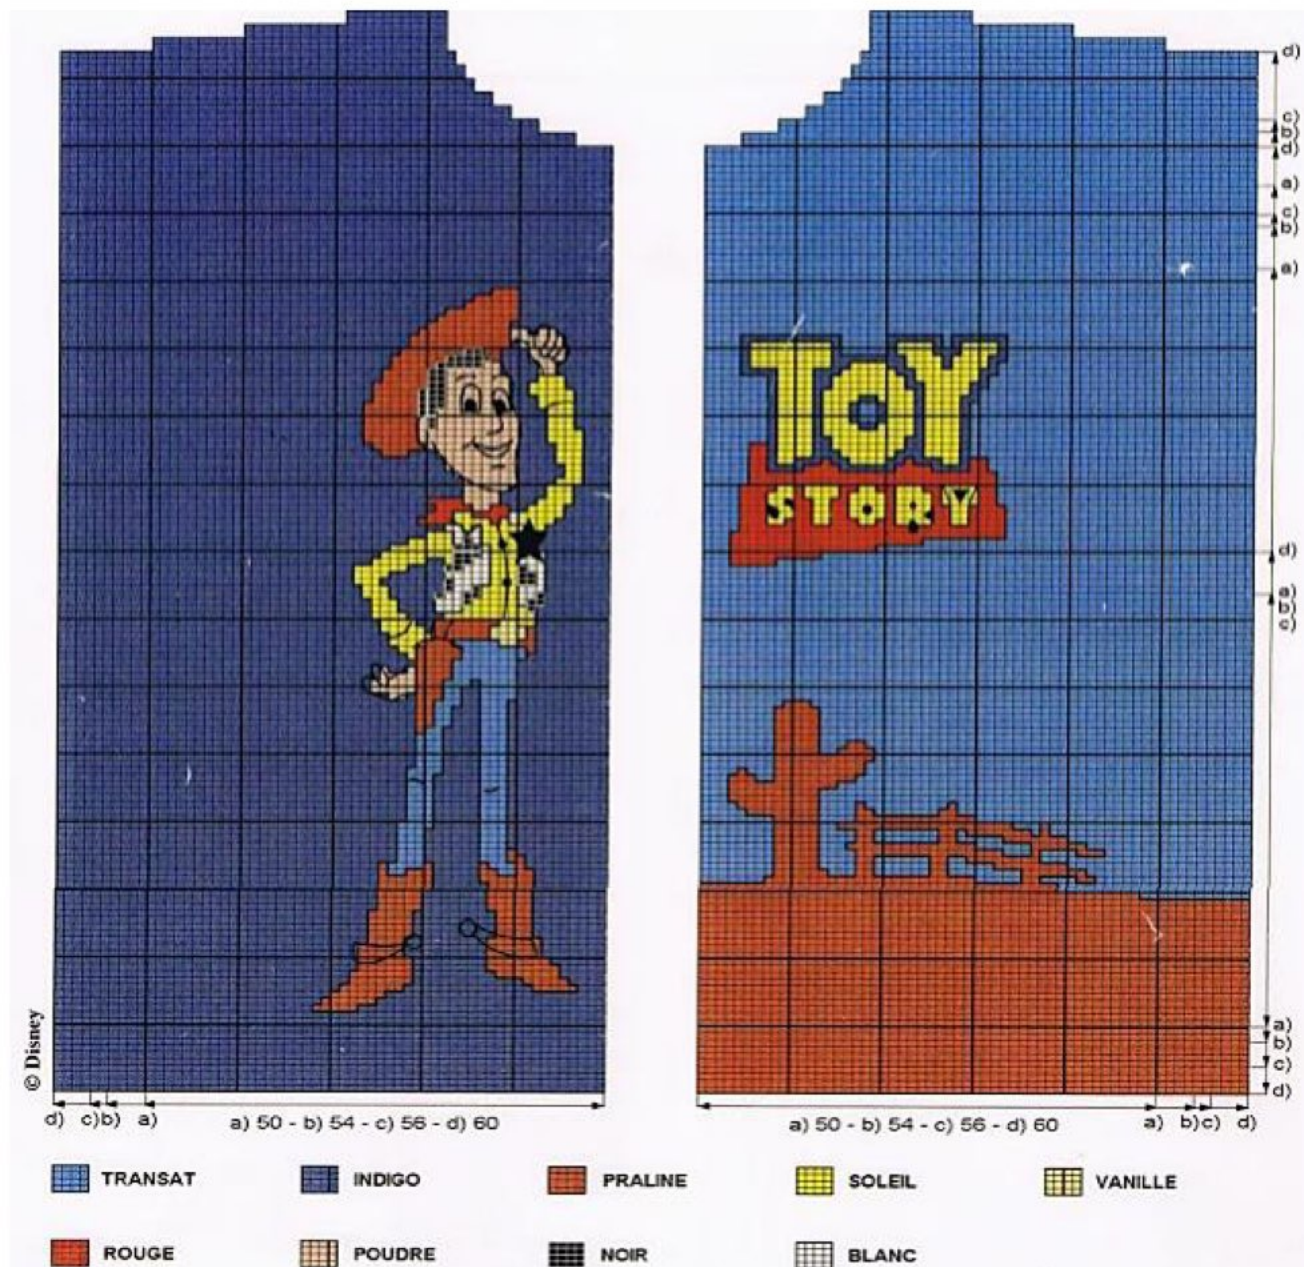 d)
c)
b)
d)
a)
c)
b)
a)
TOY
STORY
d)
a)
b)
c)
© Disney
a)
b)
c)
d)
d) c) b) a) a) 50 - b) 54 - c) 56 - d) 60
a) 50 - b) 54 - c) 56 - d) 60 a) b) c) d)
TRANSAT INDIGO PRALINE SOLEIL VANILLE
ROUGE POUDRE NOIR BLANC